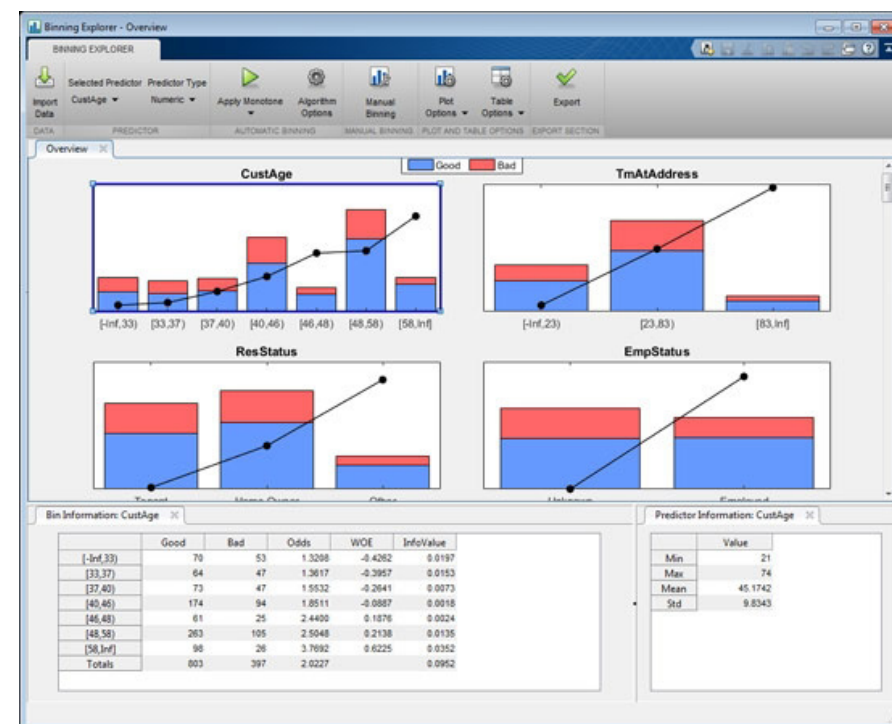 Binning Explorer - Overview
BINNING EXPLORER
Import Data
Selected Predictor Predictor Type
CustAge Numeric
Apply Monotone
Algorithm Options
Manual Binning
Plot Options
Table Options
Export
DATA PREDICTOR AUTOMATIC BINNING MANUAL BINNING PLOT AND TABLE OPTIONS EXPORT SECTION
Overview
Good Bad
CustAge
[-Inf,33) [33,37) [37,40) [40,46) [46,48) [48,58) [58,Inf]
TmAtAddress
[-Inf,23) [23,83) [83,Inf]
ResStatus
Tenant Home Owner Other
EmpStatus
Unknown Employed
Bin Information: CustAge
Good Bad Odds WOE InfoValue
[-Inf,33) 70 53 1.3208 -0.4262 0.0197
[33,37) 64 47 1.3617 -0.3957 0.0153
[37,40) 73 47 1.5532 -0.2641 0.0073
[40,46) 174 94 1.8511 -0.0887 0.0018
[46,48) 61 25 2.4400 0.1876 0.0024
[48,58) 263 105 2.5048 0.2138 0.0135
[58,Inf] 98 26 3.7692 0.6225 0.0352
Totals 803 397 2.0227 0.0952
Predictor Information: CustAge
Value
Min 21
Max 74
Mean 45.1742
Std 9.8343